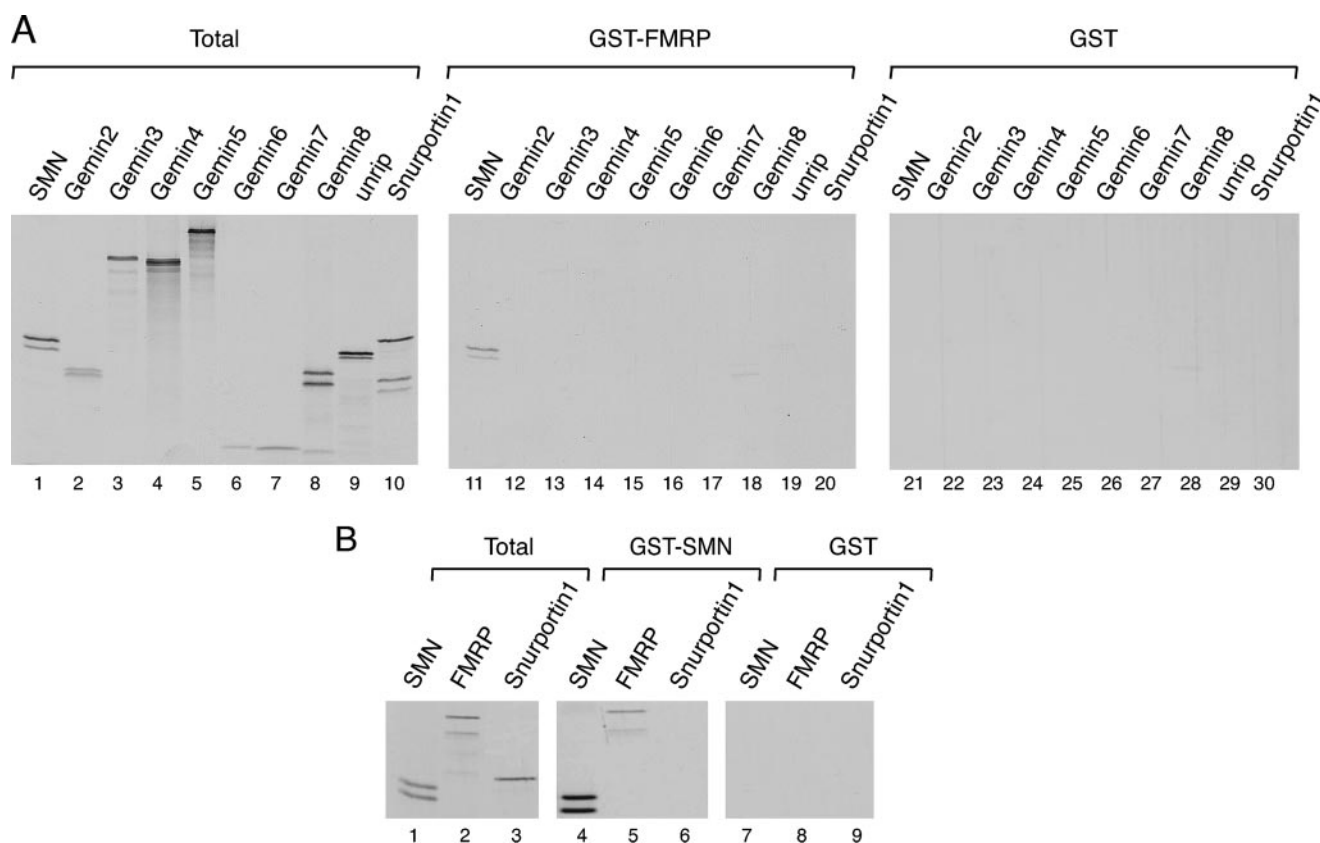 A
Total GST-FMRP GST
SMN Gemin2 Gemin3 Gemin4 Gemin5 Gemin6 Gemin7 Gemin8 unrip Snurportin1 SMN Gemin2 Gemin3 Gemin4 Gemin5 Gemin6 Gemin7 Gemin8 unrip Snurportin1 SMN Gemin2 Gemin3 Gemin4 Gemin5 Gemin6 Gemin7 Gemin8 unrip Snurportin1
1 2 3 4 5 6 7 8 9 10 11 12 13 14 15 16 17 18 19 20 21 22 23 24 25 26 27 28 29 30
B
Total GST-SMN GST
SMN FMRP Snurportin1 SMN FMRP Snurportin1 SMN FMRP Snurportin1
1 2 3 4 5 6 7 8 9